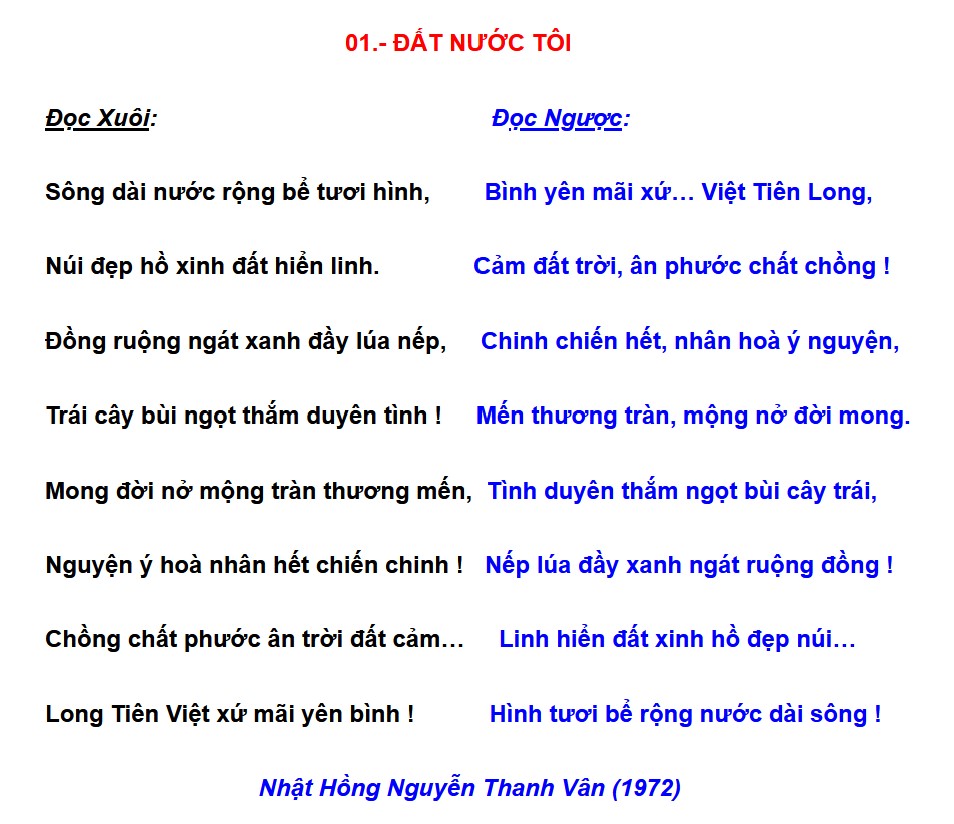 01.- ĐẤT NƯỚC TÔI
Đọc Xuôi: Đọc Ngược:
Sông dài nước rộng bể tươi hình, Bình yên mãi xứ… Việt Tiên Long,
Núi đẹp hồ xinh đất hiển linh. Cảm đất trời, ân phước chất chồng !
Đồng ruộng ngát xanh đầy lúa nếp, Chinh chiến hết, nhân hoà ý nguyện,
Trái cây bùi ngọt thắm duyên tình ! Mến thương tràn, mộng nở đời mong.
Mong đời nở mộng tràn thương mến, Tình duyên thắm ngọt bùi cây trái,
Nguyện ý hoà nhân hết chiến chinh ! Nếp lúa đầy xanh ngát ruộng đồng !
Chồng chất phước ân trời đất cảm… Linh hiển đất xinh hồ đẹp núi…
Long Tiên Việt xứ mãi yên bình ! Hình tươi bể rộng nước dài sông !
Nhật Hồng Nguyễn Thanh Vân (1972)